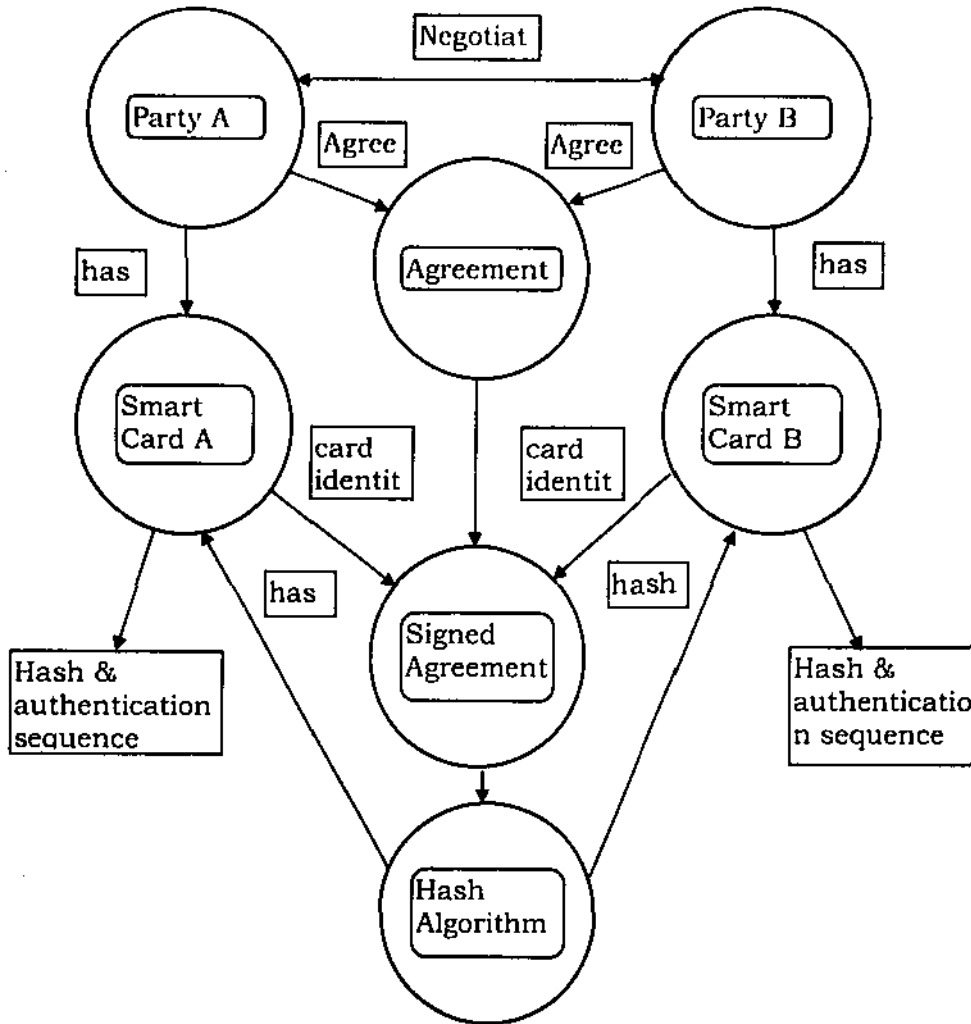 Negotiat
Party A
Party B
Agree
Agree
Agreement
has
has
Smart
Card A
Smart
Card B
card
identit
card
identit
has
hash
Signed
Agreement
Hash &
authentication
sequence
Hash &
authenticatio
n sequence
Hash
Algorithm